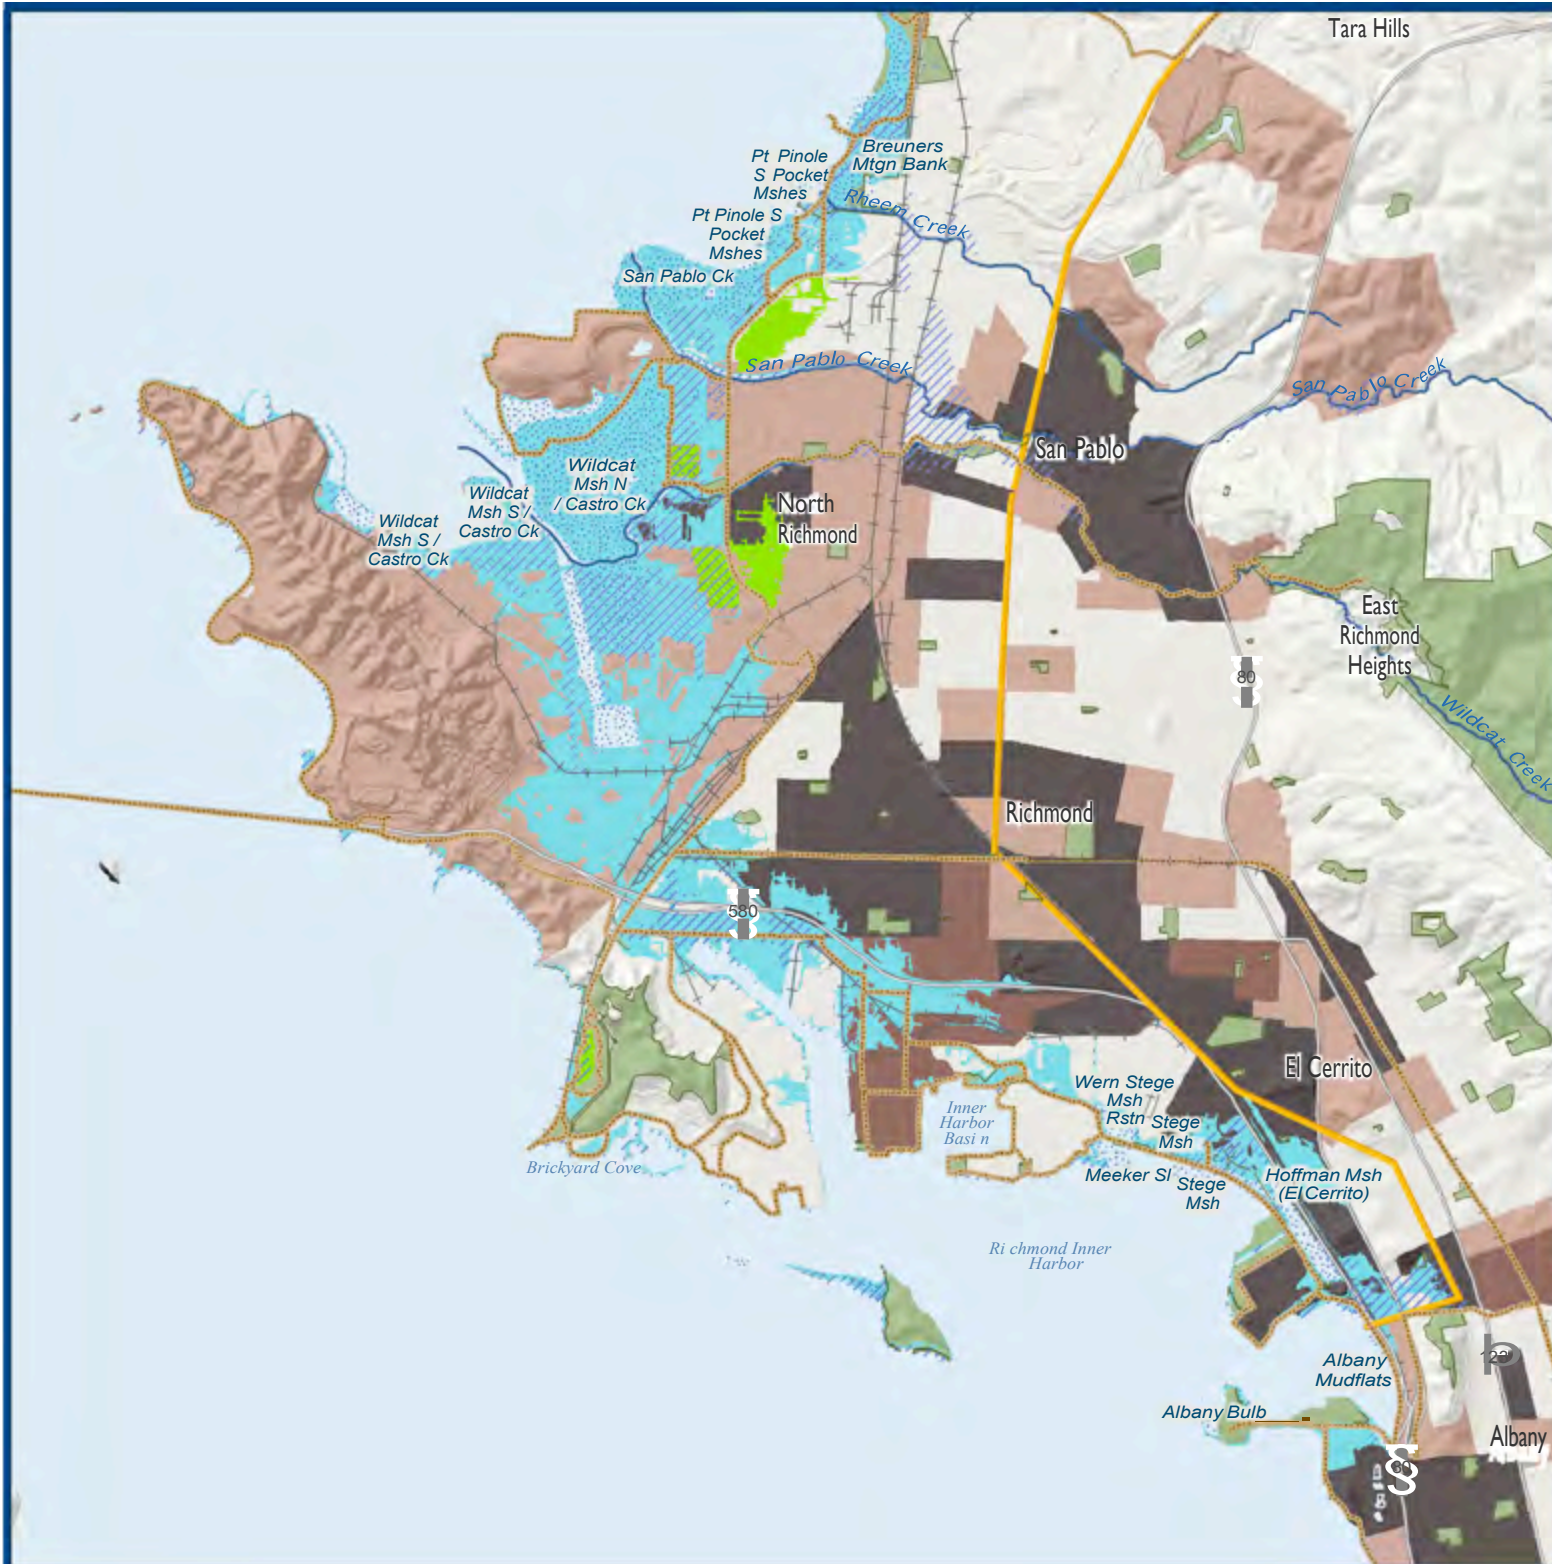 Tara Hills
Breuners
Mtgn Bank
Pt Pinole
S Pocket
Mshes
Rheem Creek
Pt Pinole S
Pocket
Mshes
San Pablo Ck
San Pablo Creek
San Pablo Creek
San Pablo
Wildcat
Msh N
/ Castro Ck
Wildcat
Msh S /
Castro Ck
North
Richmond
Wildcat
Msh S /
Castro Ck
East
Richmond
Heights
80
Wildcat Creek
Richmond
580
El Cerrito
Wern Stege
Msh
Rstn
Stege
Msh
Inner
Harbor
Basi n
Brickyard Cove
Meeker Sl
Stege
Msh
Hoffman Msh
(El Cerrito)
Ri chmond Inner
Harbor
123
Albany
Mudflats
Albany Bulb
Albany
80